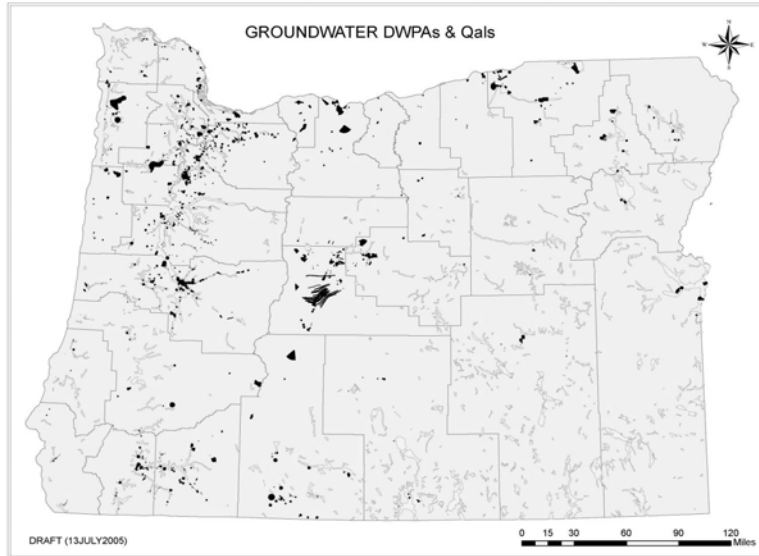 GROUNDWATER DWPAs & Qals
N
W
E
S
DRAFT (13JULY2005)
0 15 30 60 90 120
Miles